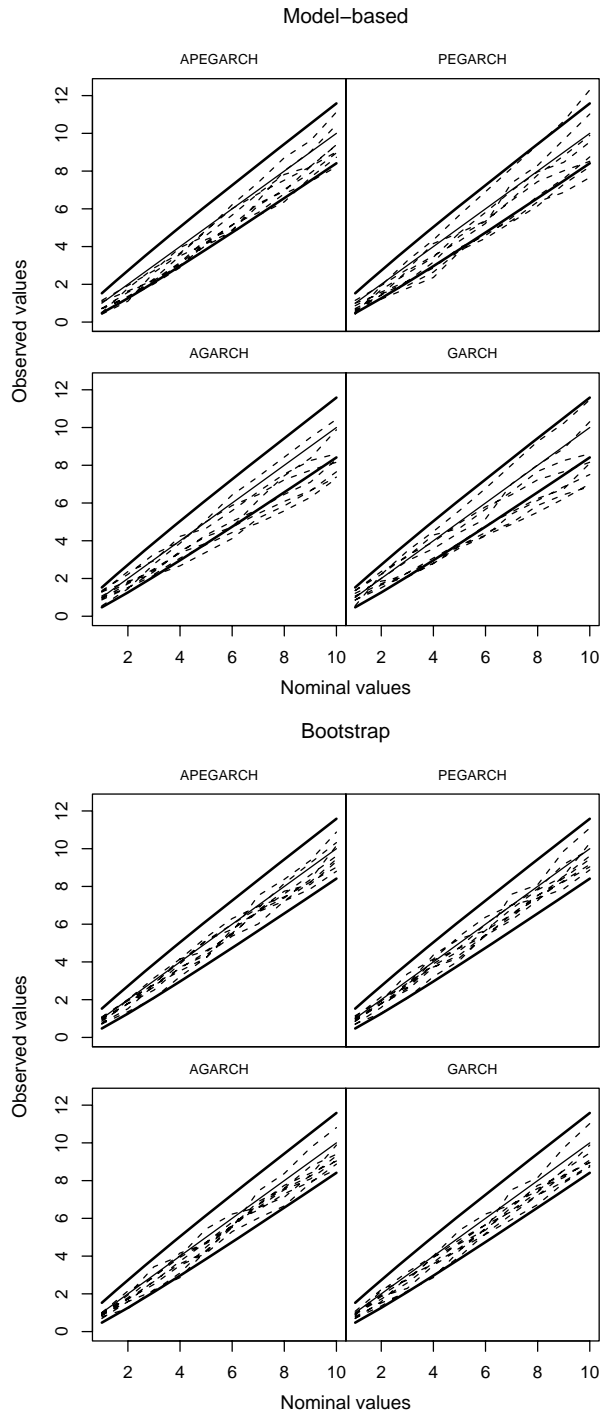 Model−based
APEGARCH
PEGARCH
Observed values
0 2 4 6 8 10 12
AGARCH
GARCH
0 2 4 6 8 10 12
2 4 6 8 10
2 4 6 8 10
Nominal values
Bootstrap
APEGARCH
PEGARCH
Observed values
0 2 4 6 8 10 12
AGARCH
GARCH
0 2 4 6 8 10 12
2 4 6 8 10
2 4 6 8 10
Nominal values